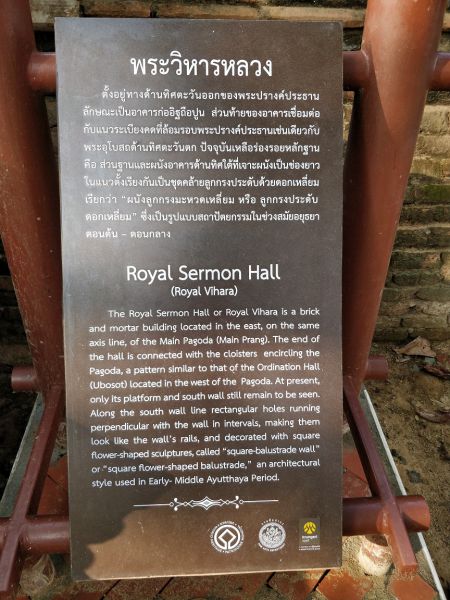 พระวิหารหลวง
ตั้งอยู่ทางด้านทิศตะวันออกของพระปรางค์ประธาน
ลักษณะเป็นอาคารก่ออิฐถือปูน ส่วนท้ายของอาคารเชื่อมต่อ
กับแนวระเบียงคดที่ล้อมรอบพระปรางค์ประธานเช่นเดียวกับ
พระอุโบสถด้านทิศตะวันตก ปัจจุบันเหลือร่องรอยหลักฐาน
คือ ส่วนฐานและผนังอาคารด้านทิศใต้ที่เจาะผนังเป็นช่องยาว
ในแนวตั้งเรียงกันเป็นชุดคล้ายลูกกรงประดับด้วยดอกเหลี่ยม
เรียกว่า “ผนังลูกกรงมะหวดเหลี่ยม หรือ ลูกกรงประดับ
ดอกเหลี่ยม” ซึ่งเป็นรูปแบบสถาปัตยกรรมในช่วงสมัยอยุธยา
ตอนต้น – ตอนกลาง
Royal Sermon Hall
(Royal Vihara)
The Royal Sermon Hall or Royal Vihara is a brick
and mortar building located in the east, on the same
axis line, of the Main Pagoda (Main Prang). The end of
the hall is connected with the cloisters encircling the
Pagoda, a pattern similar to that of the Ordination Hall
(Ubosot) located in the west of the Pagoda. At present,
only its platform and south wall still remain to be seen.
Along the south wall line rectangular holes running
perpendicular with the wall in intervals, making them
look like the wall's rails, and decorated with square
flower-shaped sculptures, called “square-balustrade wall”
or “square flower-shaped balustrade,” an architectural
style used in Early- Middle Ayutthaya Period.